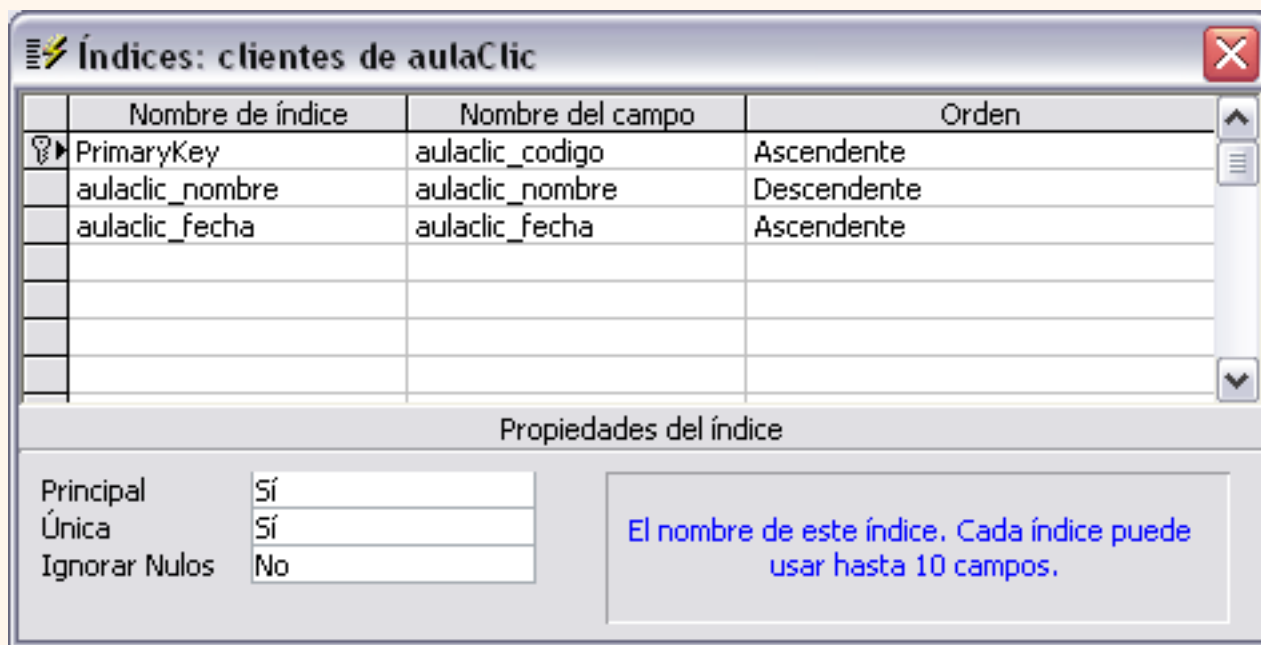 Índices: clientes de aulaClic
Nombre de índice Nombre del campo Orden
PrimaryKey aulaclic_codigo Ascendente
aulaclic_nombre aulaclic_nombre Descendente
aulaclic_fecha aulaclic_fecha Ascendente
Propiedades del índice
Principal Sí
Única Sí
Ignorar Nulos No
El nombre de este índice. Cada índice puede
usar hasta 10 campos.